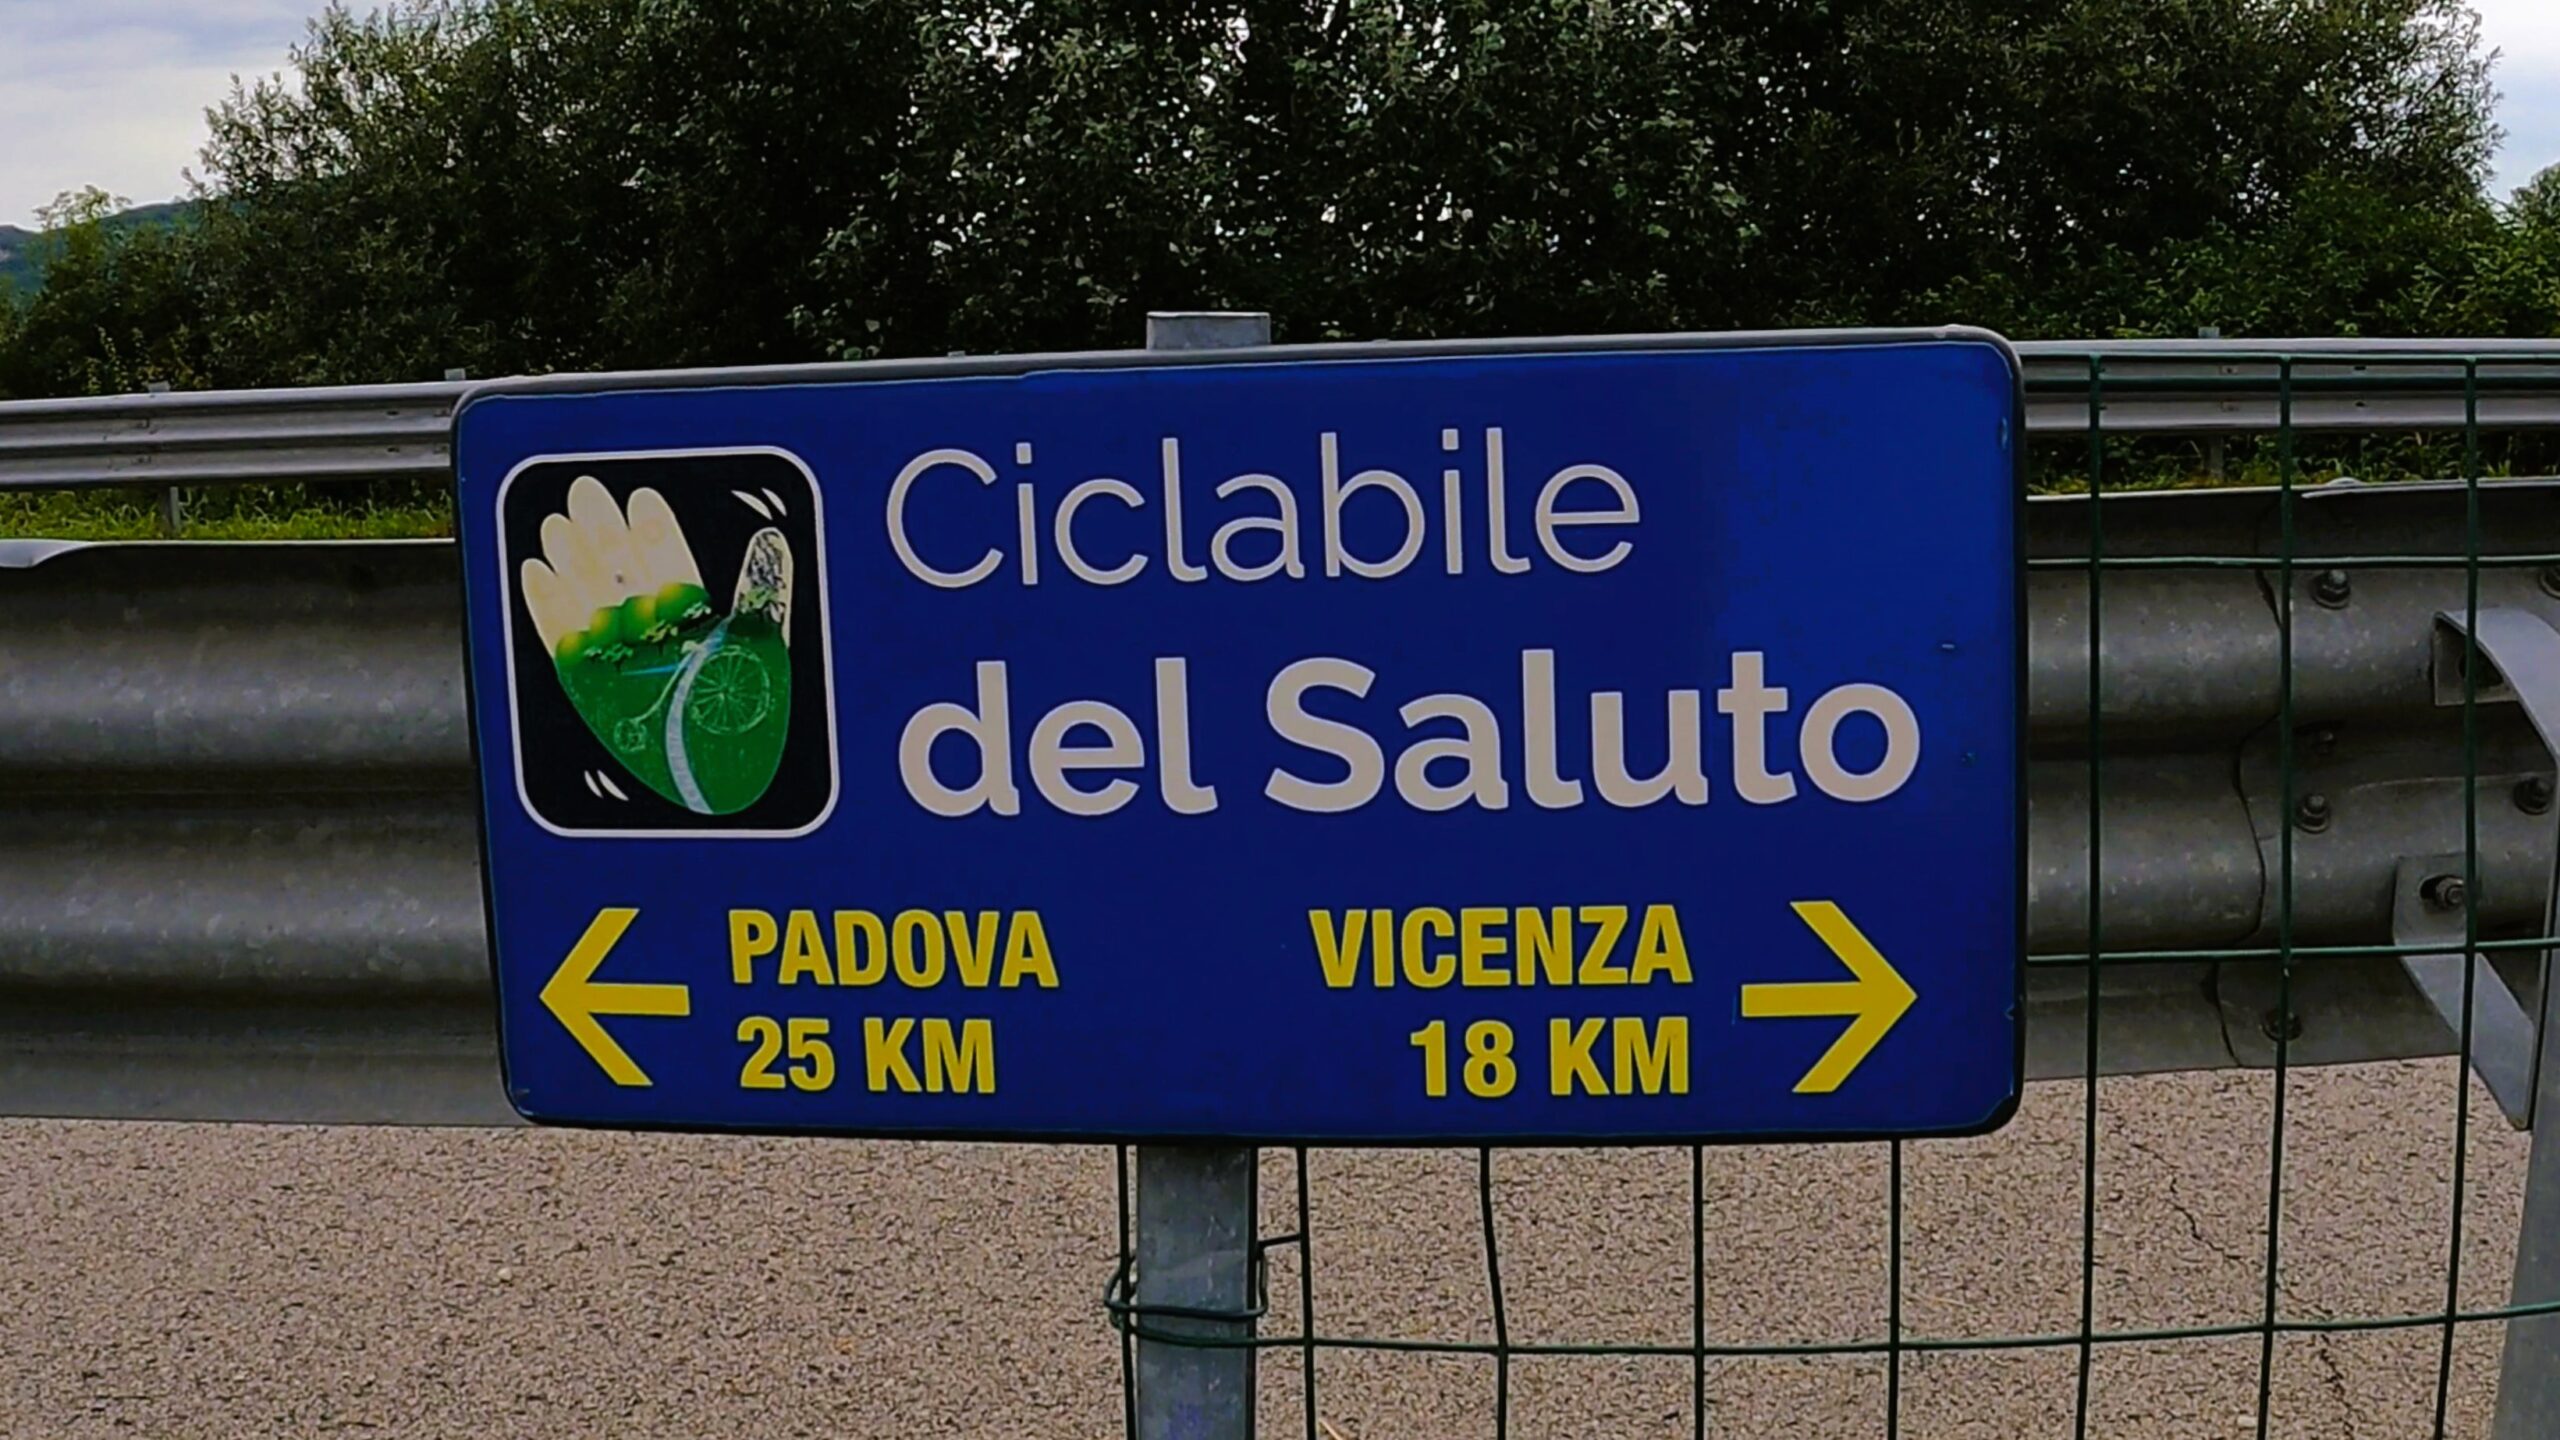 Ciclabile
del Saluto
PADOVA
25 KM
VICENZA
18 KM